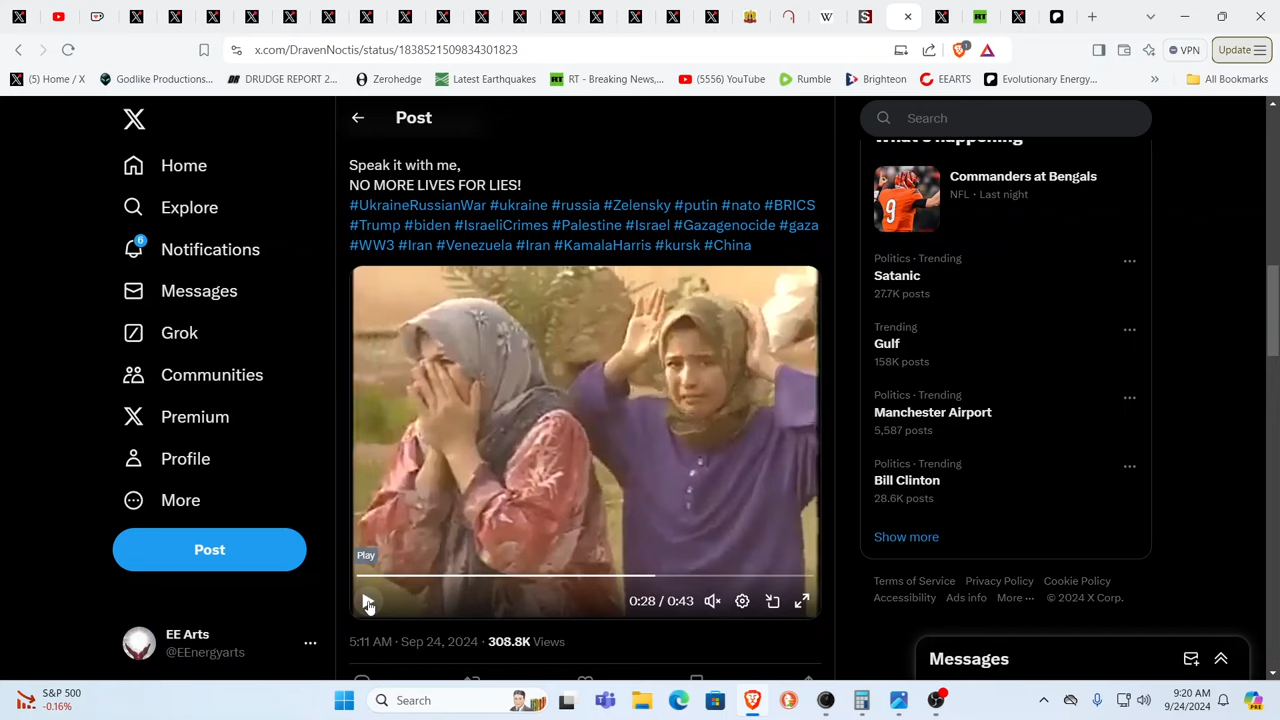 x.com/DravenNoctis/status/1838521509834301823
VPN
Update
(5) Home / X
Godlike Productions...
DRUDGE REPORT 2...
Zerohedge
Latest Earthquakes
RT - Breaking News,...
(5556) YouTube
Rumble
Brighteon
EEARTS
Evolutionary Energy...
All Bookmarks
Home
Explore
6
Notifications
Messages
Grok
Communities
Premium
Profile
More
Post
EE Arts
@EEnergyarts
Post
Speak it with me,
NO MORE LIVES FOR LIES!
#UkraineRussianWar #ukraine #russia #Zelensky #putin #nato #BRICS
#Trump #biden #IsraeliCrimes #Palestine #Israel #Gazagenocide #gaza
#WW3 #Iran #Venezuela #Iran #KamalaHarris #kursk #China
Play
0:28 / 0:43
5:11 AM · Sep 24, 2024 · 308.8K Views
Search
What's happening
Commanders at Bengals
NFL · Last night
Politics · Trending
Satanic
27.7K posts
Trending
Gulf
158K posts
Politics · Trending
Manchester Airport
5,587 posts
Politics · Trending
Bill Clinton
28.6K posts
Show more
Terms of Service Privacy Policy Cookie Policy
Accessibility Ads info More ··· © 2024 X Corp.
Messages
S&P 500
-0.16%
Search
9:20 AM
9/24/2024